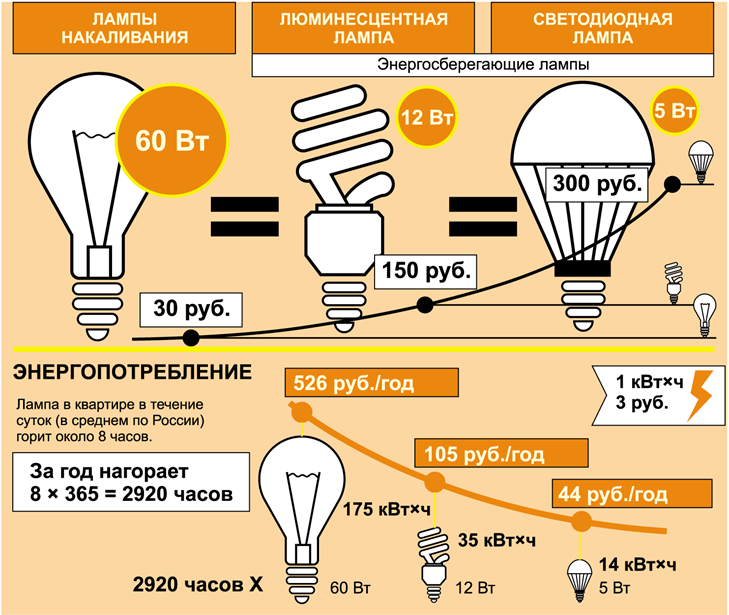 ЛАМПЫ
НАКАЛИВАНИЯ
ЛЮМИНЕСЦЕНТНАЯ
ЛАМПА
СВЕТОДИОДНАЯ
ЛАМПА
Энергосберегающие лампы
60 Вт
12 Вт
5 Вт
300 руб.
150 руб.
30 руб.
ЭНЕРГОПОТРЕБЛЕНИЕ
Лампа в квартире в течение
суток (в среднем по России)
горит около 8 часов.
За год нагорает
8 × 365 = 2920 часов
526 руб./год
105 руб./год
44 руб./год
1 кВт×ч
3 руб.
175 кВт×ч
35 кВт×ч
14 кВт×ч
2920 часов X
60 Вт
12 Вт
5 Вт